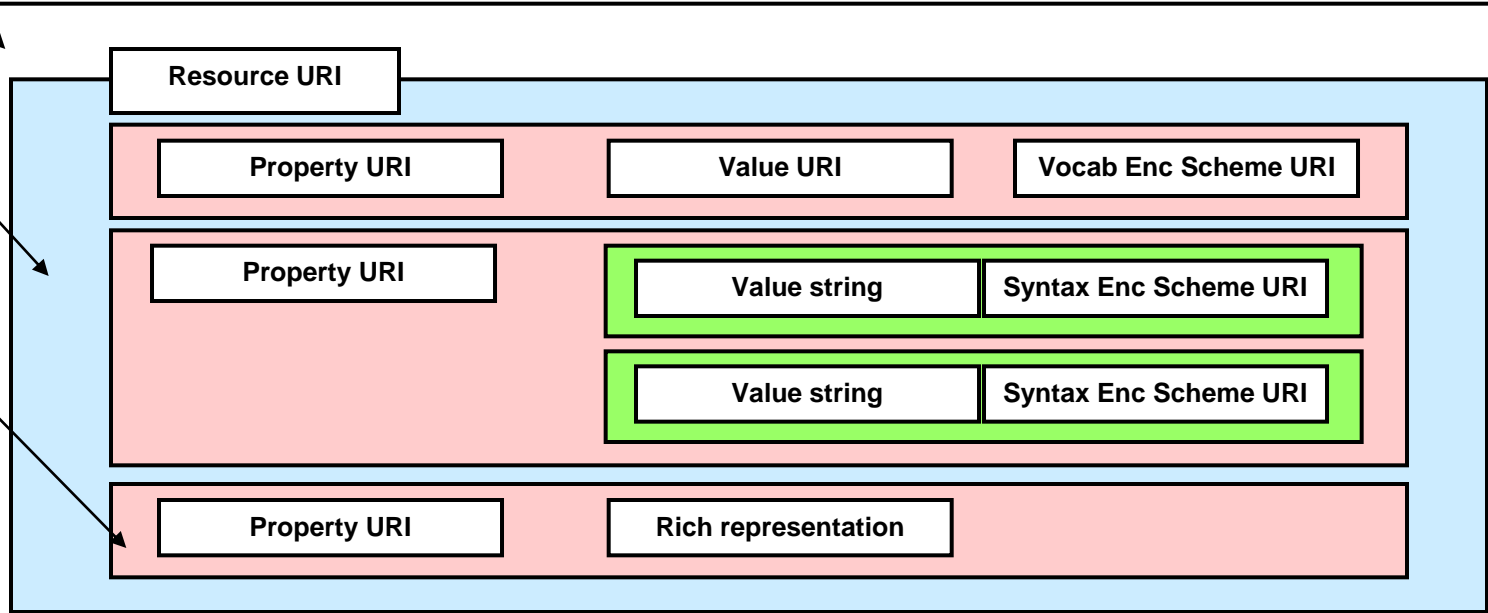 Resource URI
Property URI Value URI Vocab Enc Scheme URI
Property URI Value string Syntax Enc Scheme URI
Value string Syntax Enc Scheme URI
Property URI Rich representation